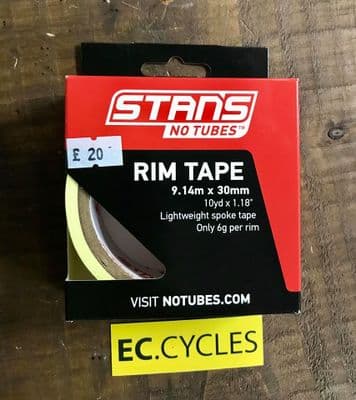 STANS
NO TUBES™
£ 20
RIM TAPE
9.14m x 30mm
10yd x 1.18"
Lightweight spoke tape
Only 6g per rim
VISIT NOTUBES.COM
EC.CYCLES